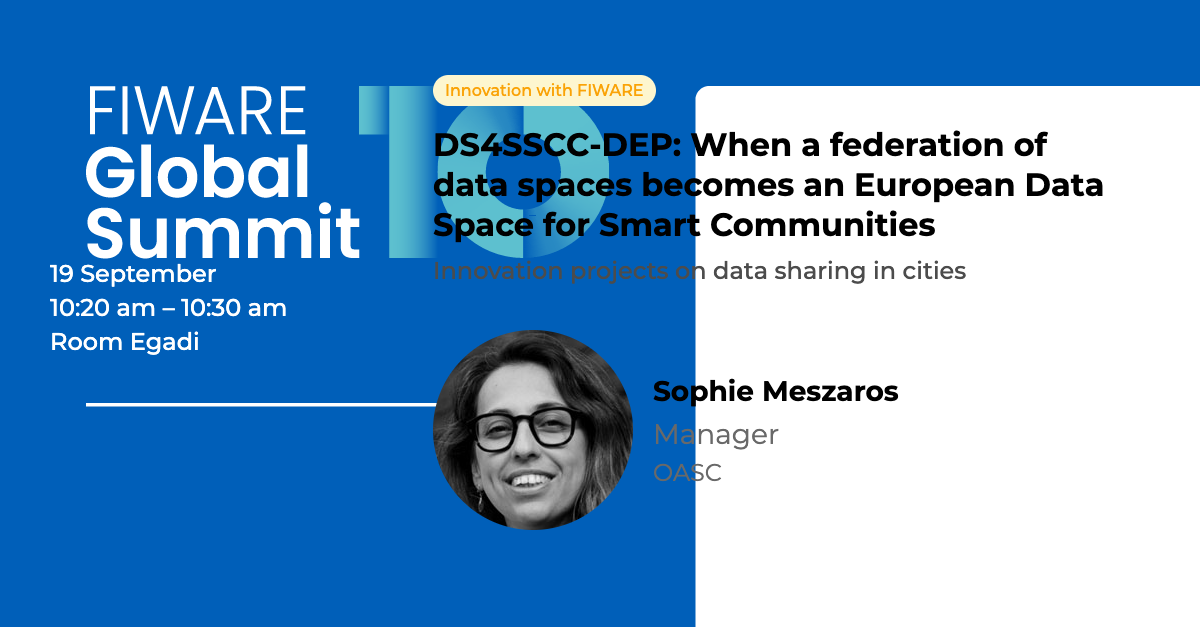 FIWARE
Global
Summit
10
19 September
10:20 am – 10:30 am
Room Egadi
Innovation with FIWARE
DS4SSCC-DEP: When a federation of
data spaces becomes an European Data
Space for Smart Communities
Innovation projects on data sharing in cities
Sophie Meszaros
Manager
OASC